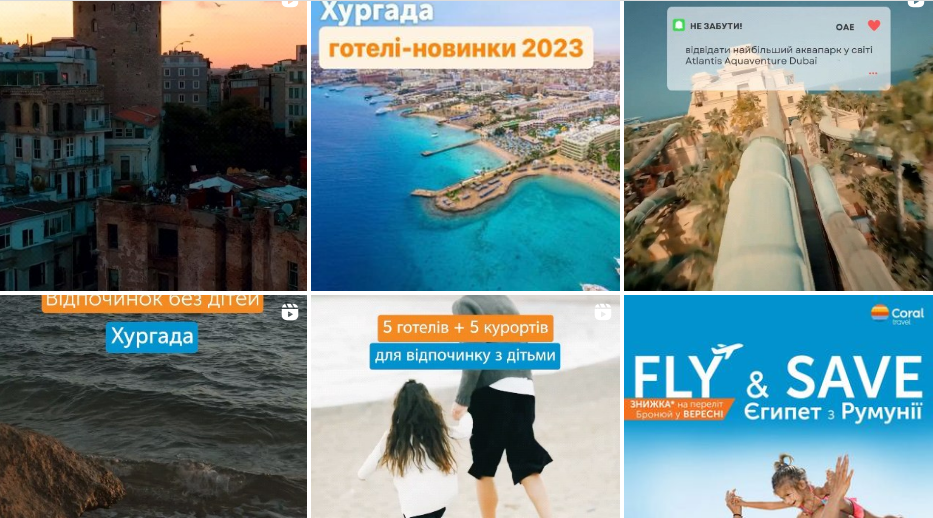 Хургада
готелі-новинки 2023
НЕ ЗАБУТИ!
ОАЕ
відвідати найбільший аквапарк у світі
Atlantis Aquaventure Dubai
...
Відпочинок без дітей
Хургада
5 готелів + 5 курортів
для відпочинку з дітьми
Coral
travel
FLY & SAVE
ЗНИЖКА* на переліт
Бронюй у ВЕРЕСНІ
Єгипет з Румунії